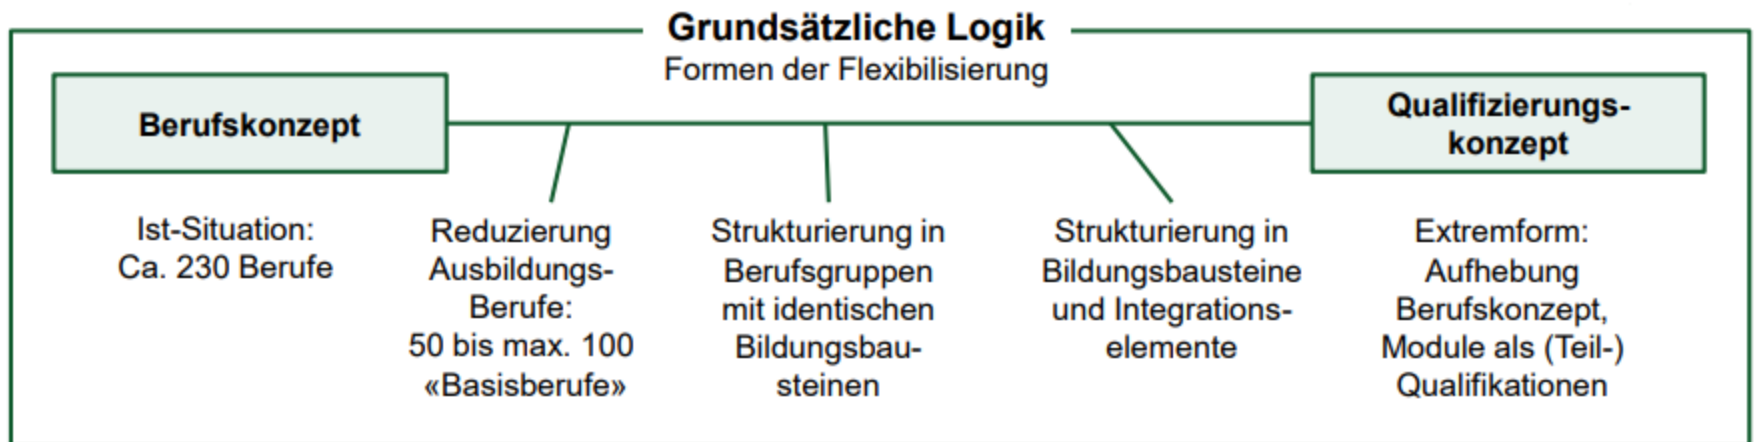 Grundsätzliche Logik
Formen der Flexibilisierung
Berufskonzept
Qualifizierungs-
konzept
Ist-Situation:
Ca. 230 Berufe
Reduzierung
Ausbildungs-
Berufe:
50 bis max. 100
«Basisberufe»
Strukturierung in
Berufsgruppen
mit identischen
Bildungsbau-
steinen
Strukturierung in
Bildungsbausteine
und Integrations-
elemente
Extremform:
Aufhebung
Berufskonzept,
Module als (Teil-)
Qualifikationen